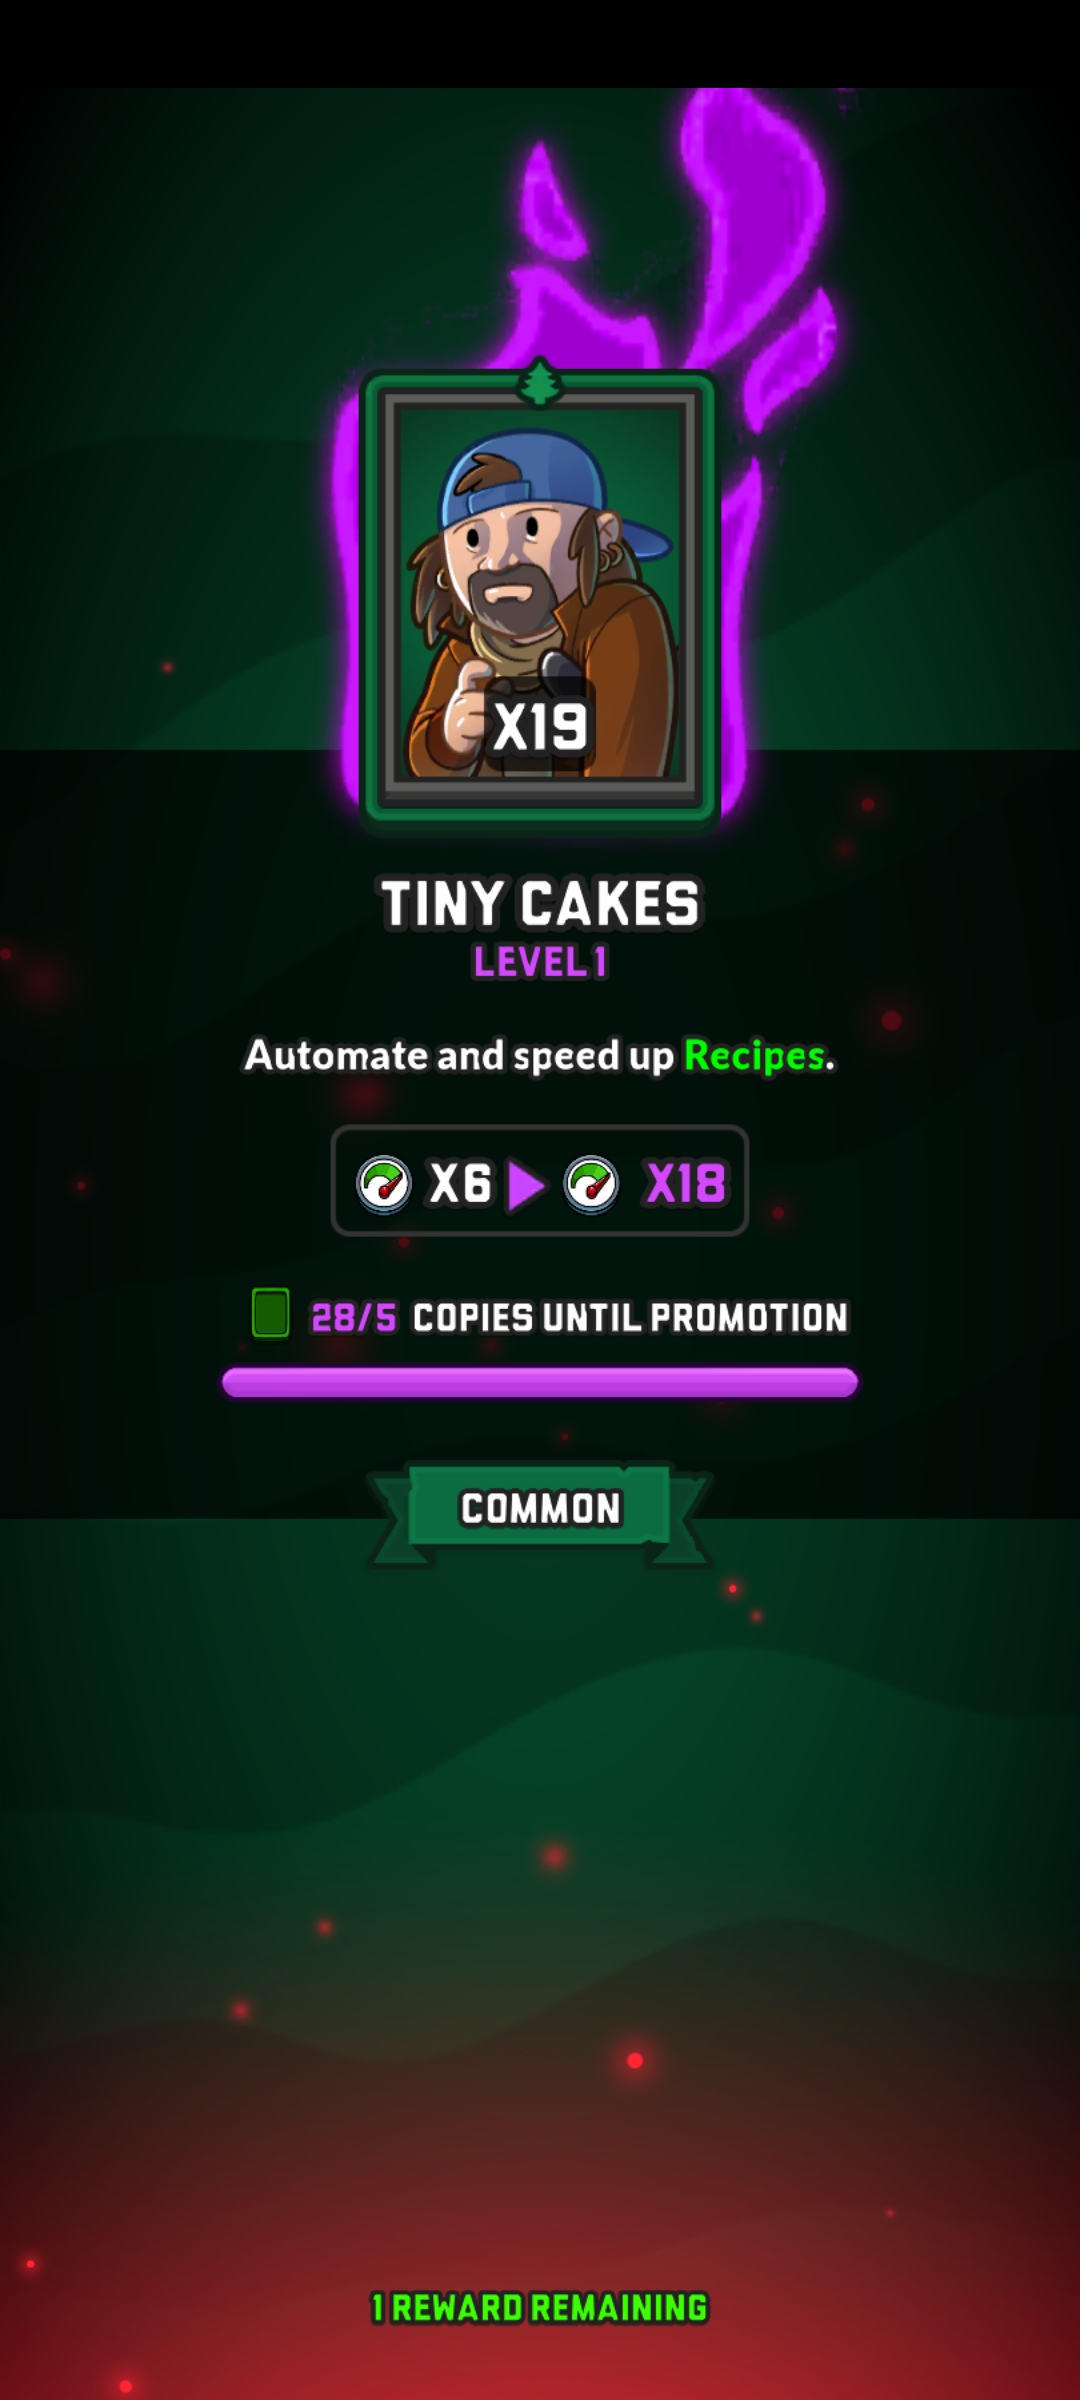 X19
TINY CAKES
LEVEL 1
Automate and speed up Recipes.
X6 X18
28/5 COPIES UNTIL PROMOTION
COMMON
1 REWARD REMAINING